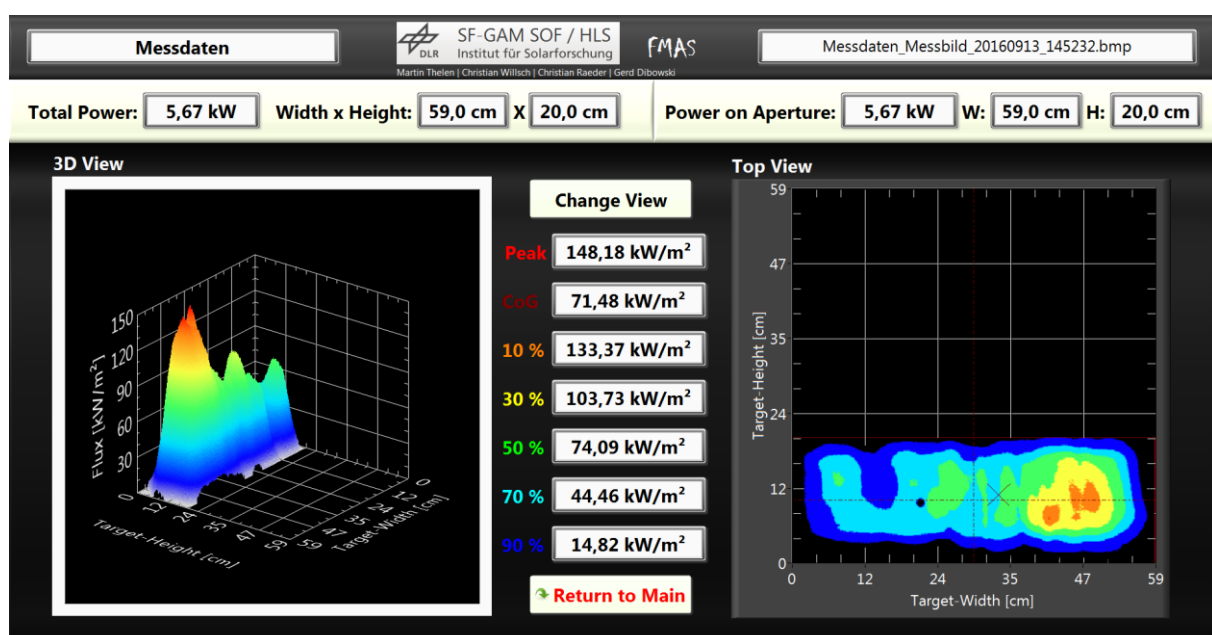 Messdaten
DLR
SF-GAM SOF / HLS
Institut für Solarforschung
FMAS
Martin Thelen | Christian Willsch | Christian Raeder | Gerd Dibowski
Messdaten_Messbild_20160913_145232.bmp
Total Power: 5,67 kW Width x Height: 59,0 cm X 20,0 cm
Power on Aperture: 5,67 kW W: 59,0 cm H: 20,0 cm
3D View
150
120
90
60
30
0
Flux [kW/m²]
12
24
35
47
59
Target-Height [cm]
0
12
24
35
47
59
Target-Width [cm]
Change View
Peak 148,18 kW/m²
CoG 71,48 kW/m²
10 % 133,37 kW/m²
30 % 103,73 kW/m²
50 % 74,09 kW/m²
70 % 44,46 kW/m²
90 % 14,82 kW/m²
Return to Main
Top View
59
47
35
24
12
0
Target-Height [cm]
0 12 24 35 47 59
Target-Width [cm]